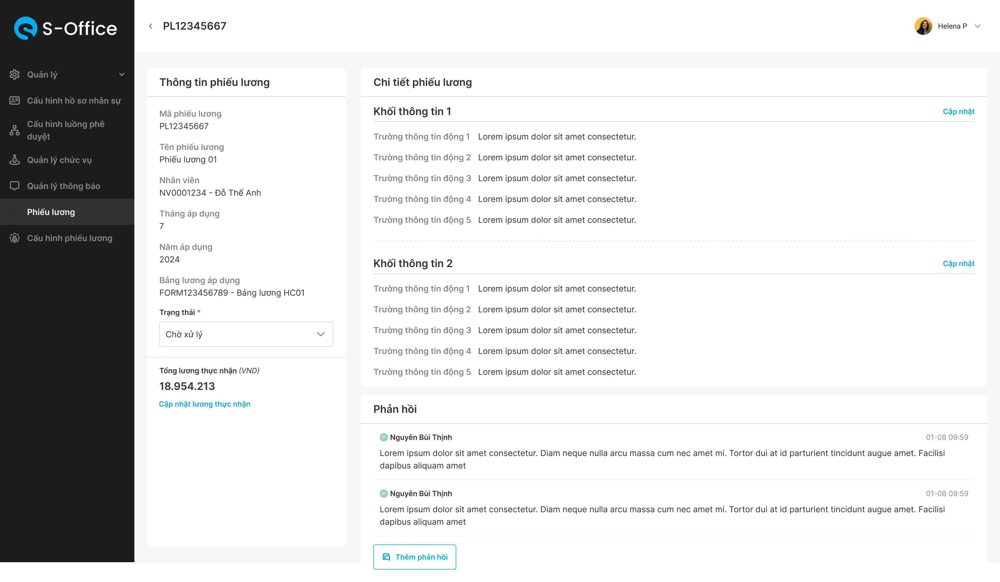 S-Office
PL12345667
Helena P
Quản lý
Cấu hình hồ sơ nhân sự
Cấu hình luồng phê
duyệt
Quản lý chức vụ
Quản lý thông báo
Phiếu lương
Cấu hình phiếu lương
Thông tin phiếu lương
Mã phiếu lương
PL12345667
Tên phiếu lương
Phiếu lương 01
Nhân viên
NV0001234 - Đỗ Thế Anh
Tháng áp dụng
7
Năm áp dụng
2024
Bảng lương áp dụng
FORM123456789 - Bảng lương HC01
Trạng thái *
Chờ xử lý
Tổng lương thực nhận (VND)
18.954.213
Cập nhật lương thực nhận
Chi tiết phiếu lương
Khối thông tin 1 Cập nhật
Trường thông tin động 1 Lorem ipsum dolor sit amet consectetur.
Trường thông tin động 2 Lorem ipsum dolor sit amet consectetur.
Trường thông tin động 3 Lorem ipsum dolor sit amet consectetur.
Trường thông tin động 4 Lorem ipsum dolor sit amet consectetur.
Trường thông tin động 5 Lorem ipsum dolor sit amet consectetur.
Khối thông tin 2 Cập nhật
Trường thông tin động 1 Lorem ipsum dolor sit amet consectetur.
Trường thông tin động 2 Lorem ipsum dolor sit amet consectetur.
Trường thông tin động 3 Lorem ipsum dolor sit amet consectetur.
Trường thông tin động 4 Lorem ipsum dolor sit amet consectetur.
Trường thông tin động 5 Lorem ipsum dolor sit amet consectetur.
Phản hồi
BT Nguyễn Bùi Thịnh 01-08 09:59
Lorem ipsum dolor sit amet consectetur. Diam neque nulla arcu massa cum nec amet mi. Tortor dui at id parturient tincidunt augue amet. Facilisi
dapibus aliquam amet
BT Nguyễn Bùi Thịnh 01-08 09:59
Lorem ipsum dolor sit amet consectetur. Diam neque nulla arcu massa cum nec amet mi. Tortor dui at id parturient tincidunt augue amet. Facilisi
dapibus aliquam amet
Thêm phản hồi